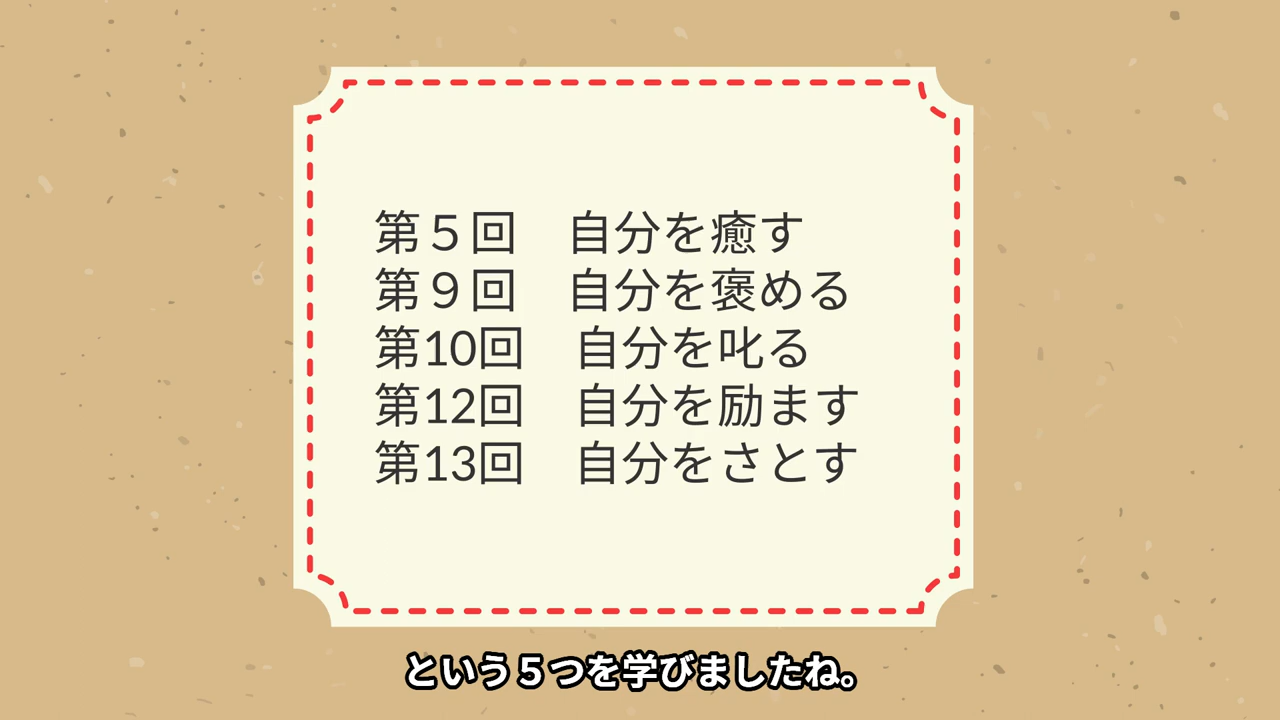 第５回　自分を癒す
第９回　自分を褒める
第10回　自分を叱る
第12回　自分を励ます
第13回　自分をさとす
という５つを学びましたね。